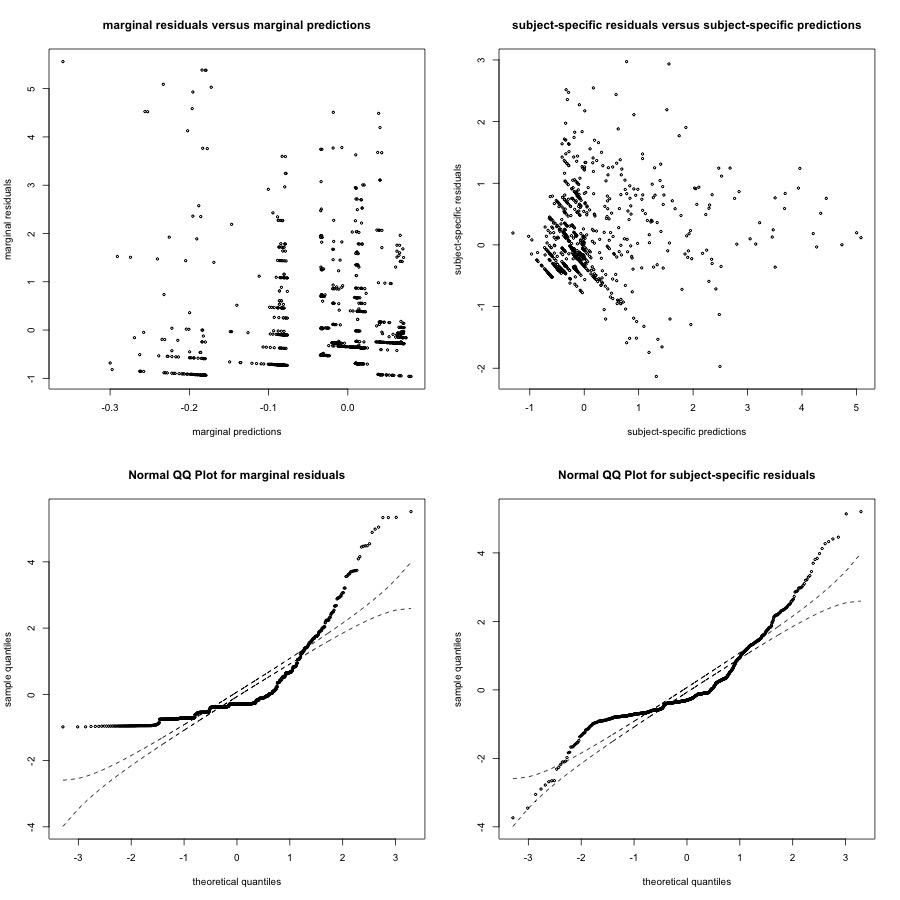 marginal residuals versus marginal predictions
marginal residuals
5
4
3
2
1
0
-1
-0.3 -0.2 -0.1 0.0
marginal predictions
subject-specific residuals versus subject-specific predictions
subject-specific residuals
3
2
1
0
-1
-2
-1 0 1 2 3 4 5
subject-specific predictions
Normal QQ Plot for marginal residuals
sample quantiles
4
2
0
-2
-4
-3 -2 -1 0 1 2 3
theoretical quantiles
Normal QQ Plot for subject-specific residuals
sample quantiles
4
2
0
-2
-4
-3 -2 -1 0 1 2 3
theoretical quantiles